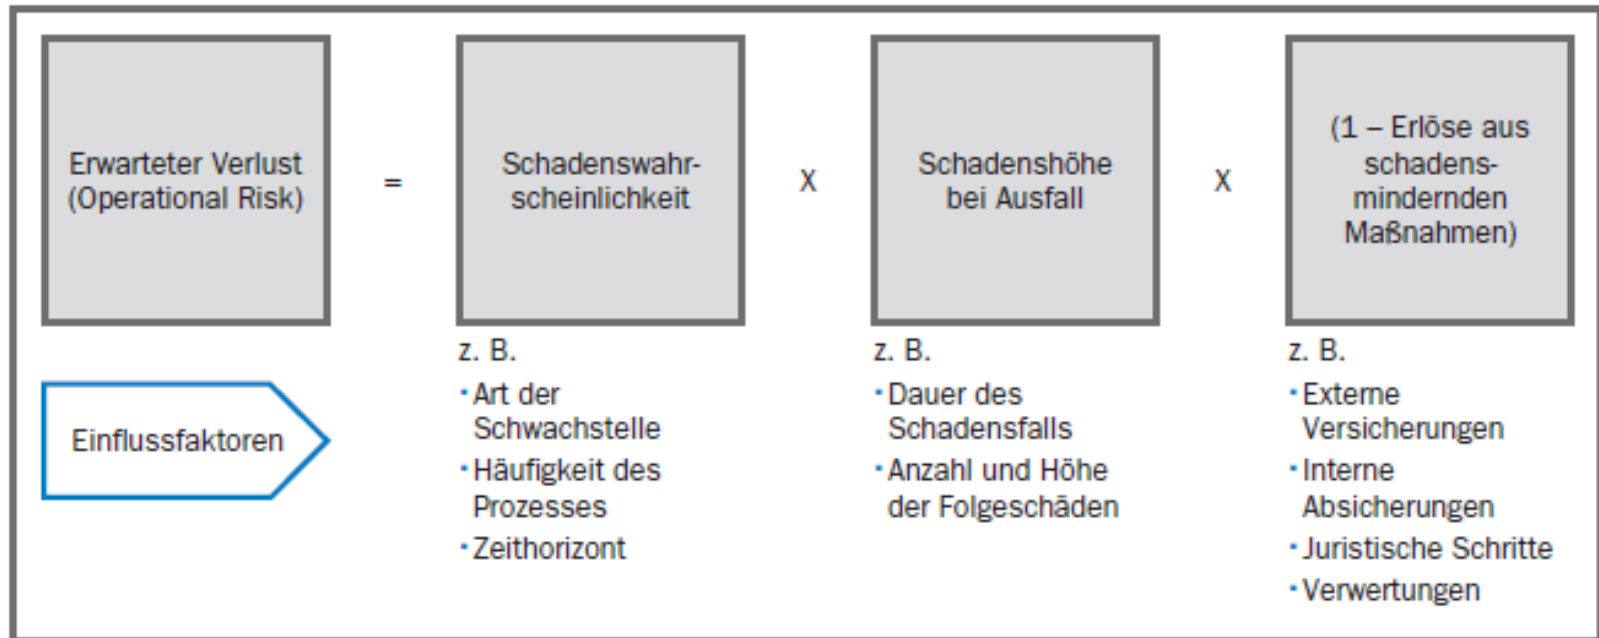 Erwarteter Verlust
(Operational Risk)
=
Schadenswahr-
scheinlichkeit
X
Schadenshöhe
bei Ausfall
X
(1 – Erlöse aus
schadens-
mindernden
Maßnahmen)
Einflussfaktoren
z. B.
· Art der
Schwachstelle
· Häufigkeit des
Prozesses
· Zeithorizont
z. B.
· Dauer des
Schadensfalls
· Anzahl und Höhe
der Folgeschäden
z. B.
· Externe
Versicherungen
· Interne
Absicherungen
· Juristische Schritte
· Verwertungen